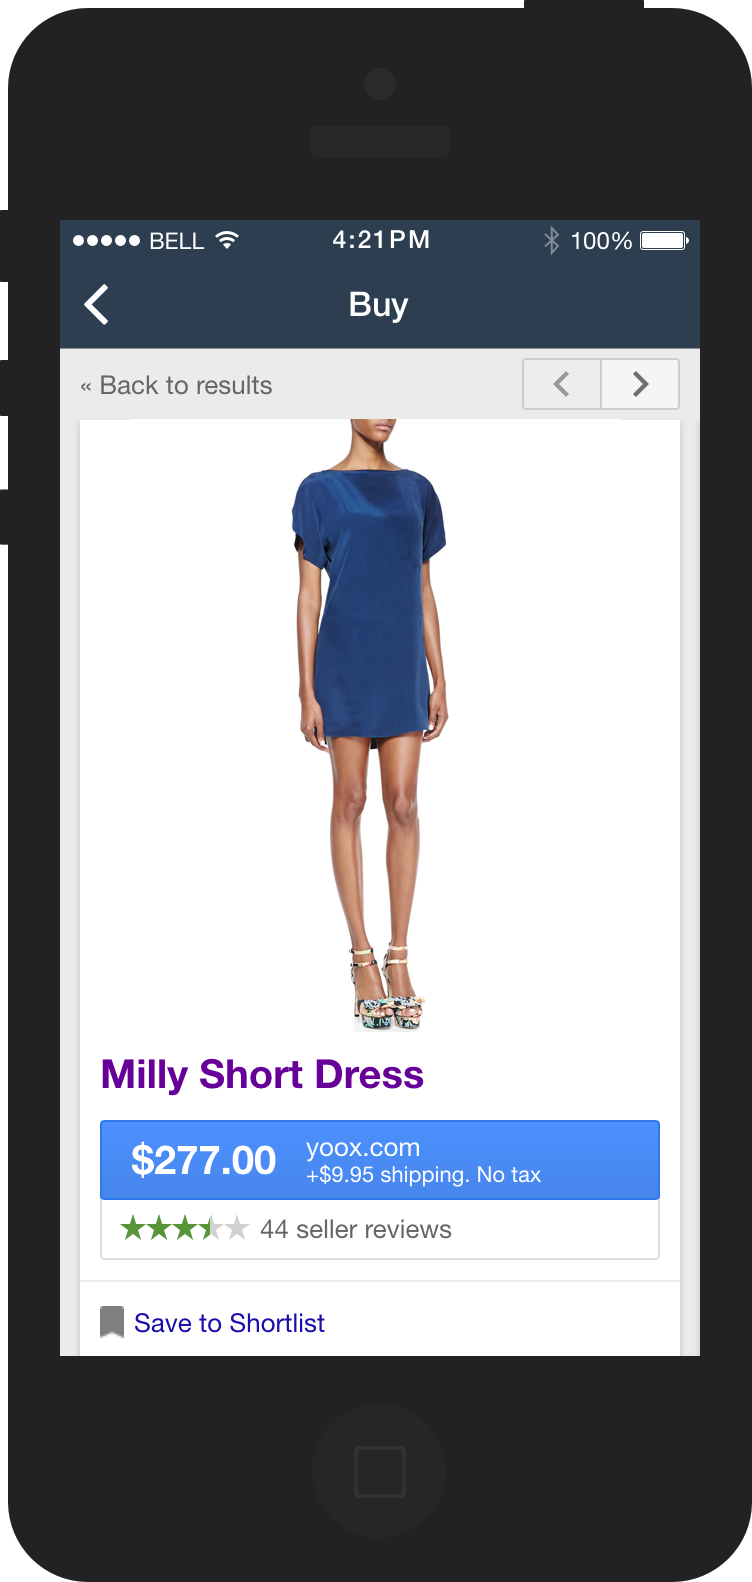 BELL 4:21PM 100%
Buy
« Back to results
Milly Short Dress
$277.00 yoox.com
+$9.95 shipping. No tax
44 seller reviews
Save to Shortlist